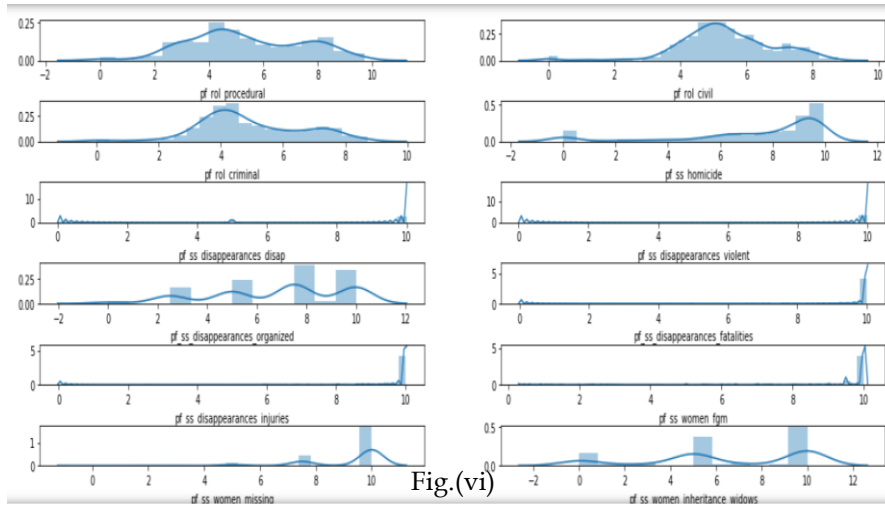 0.25
0.00
−2 0 2 4 6 8 10
pf rol procedural
0.25
0.00
0 2 4 6 8 10
pf rol civil
0.25
0.00
0 2 4 6 8 10
pf rol criminal
0.5
0.0
−2 0 2 4 6 8 10 12
pf ss homicide
10
0
0 2 4 6 8 10
pf ss disappearances disap
10
0
0 2 4 6 8 10
pf ss disappearances violent
0.25
0.00
−2 0 2 4 6 8 10 12
pf_ss_disappearances_organized
5
0
0 2 4 6 8 10
pf_ss_disappearances_fatalities
5
0
0 2 4 6 8 10
pf ss disappearances injuries
5
0
0 2 4 6 8 10
pf ss women fgm
1
0
0 2 4 6 8 10
pf ss women missing
0.5
0.0
−2 0 2 4 6 8 10 12
pf ss women inheritance widows
Fig.(vi)